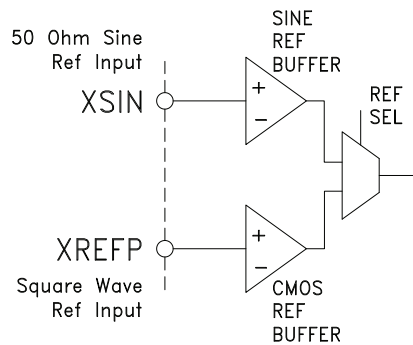 50 Ohm Sine
Ref Input
XSIN
SINE
REF
BUFFER
+
−
REF
SEL
XREFP
Square Wave
Ref Input
+
−
CMOS
REF
BUFFER